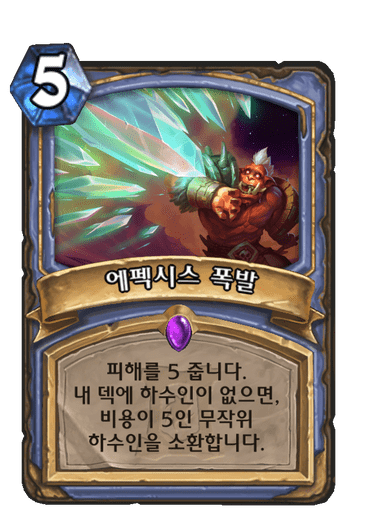 5
에펙시스 폭발
피해를 5 줍니다.
내 덱에 하수인이 없으면,
비용이 5인 무작위
하수인을 소환합니다.